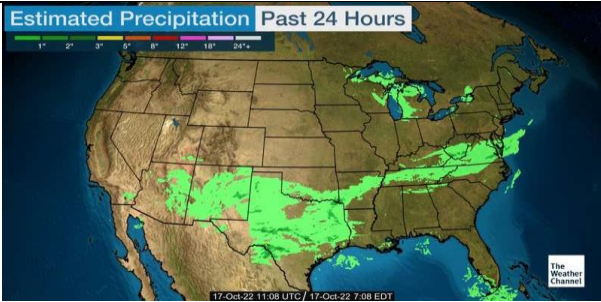 Estimated Precipitation Past 24 Hours
1" 2" 3" 5" 8" 12" 18" 24"+
The
Weather
Channel
17-Oct-22 11:08 UTC / 17-Oct-22 7:08 EDT